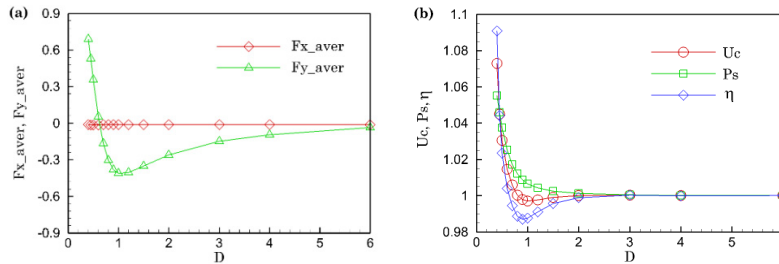 (a)
Fx_aver, Fy_aver
0.9
0.6
0.3
0
-0.3
-0.6
-0.9
0
1
2
3
4
5
6
D
Fx_aver
Fy_aver
(b)
Uc, Ps, η
1.1
1.08
1.06
1.04
1.02
1
0.98
0
1
2
3
4
5
D
Uc
Ps
η